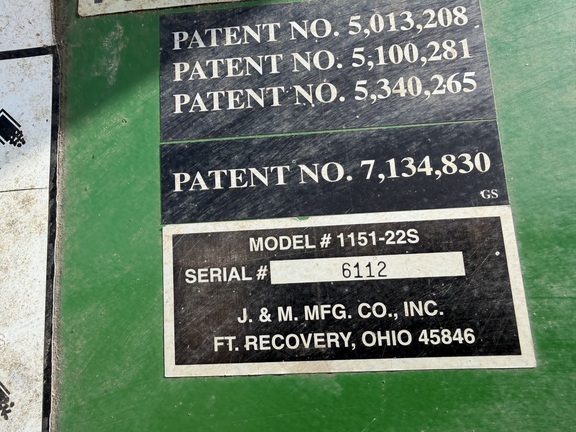 PATENT NO. 5,013,208
PATENT NO. 5,100,281
PATENT NO. 5,340,265
PATENT NO. 7,134,830
GS
MODEL # 1151-22S
SERIAL # 6112
J. & M. MFG. CO., INC.
FT. RECOVERY, OHIO 45846